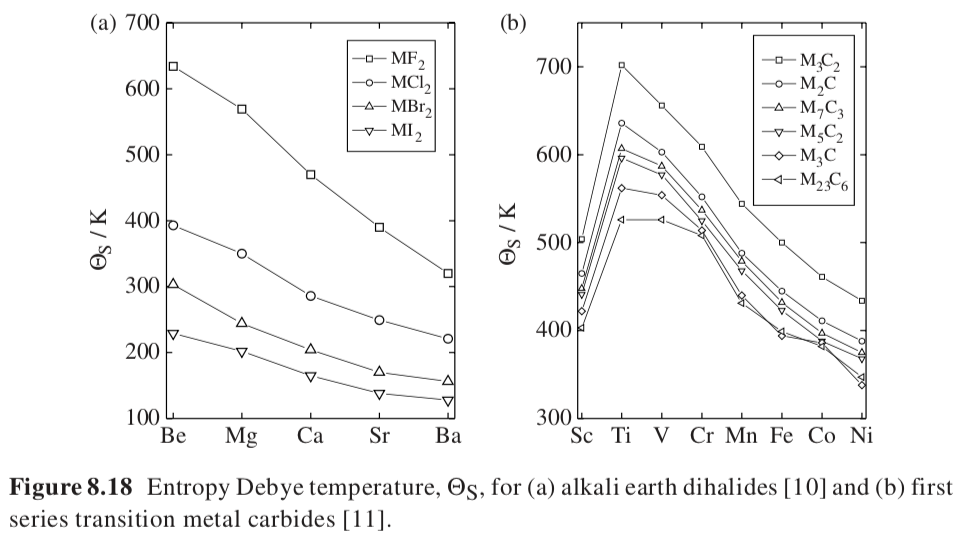 (a)
700
600
500
400
300
200
100
ΘS / K
MF2
MCl2
MBr2
MI2
Be Mg Ca Sr Ba
(b)
700
600
500
400
300
ΘS / K
M3C2
M2C
M7C3
M5C2
M3C
M23C6
Sc Ti V Cr Mn Fe Co Ni
Figure 8.18 Entropy Debye temperature, ΘS, for (a) alkali earth dihalides [10] and (b) first
series transition metal carbides [11].